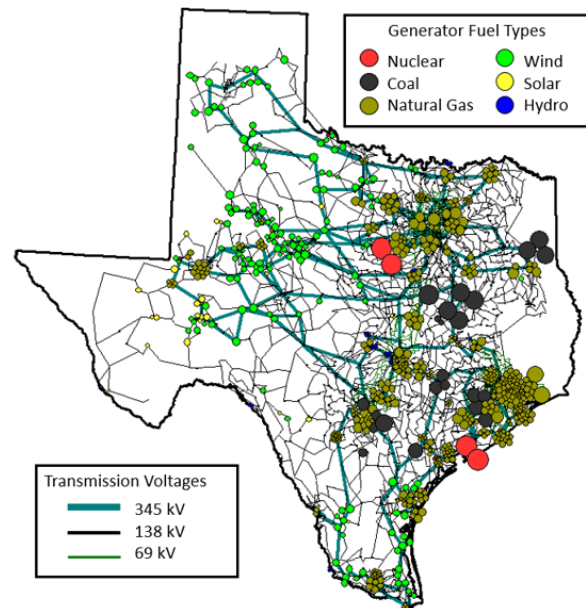 Generator Fuel Types
Nuclear
Wind
Coal
Solar
Natural Gas
Hydro
Transmission Voltages
345 kV
138 kV
69 kV